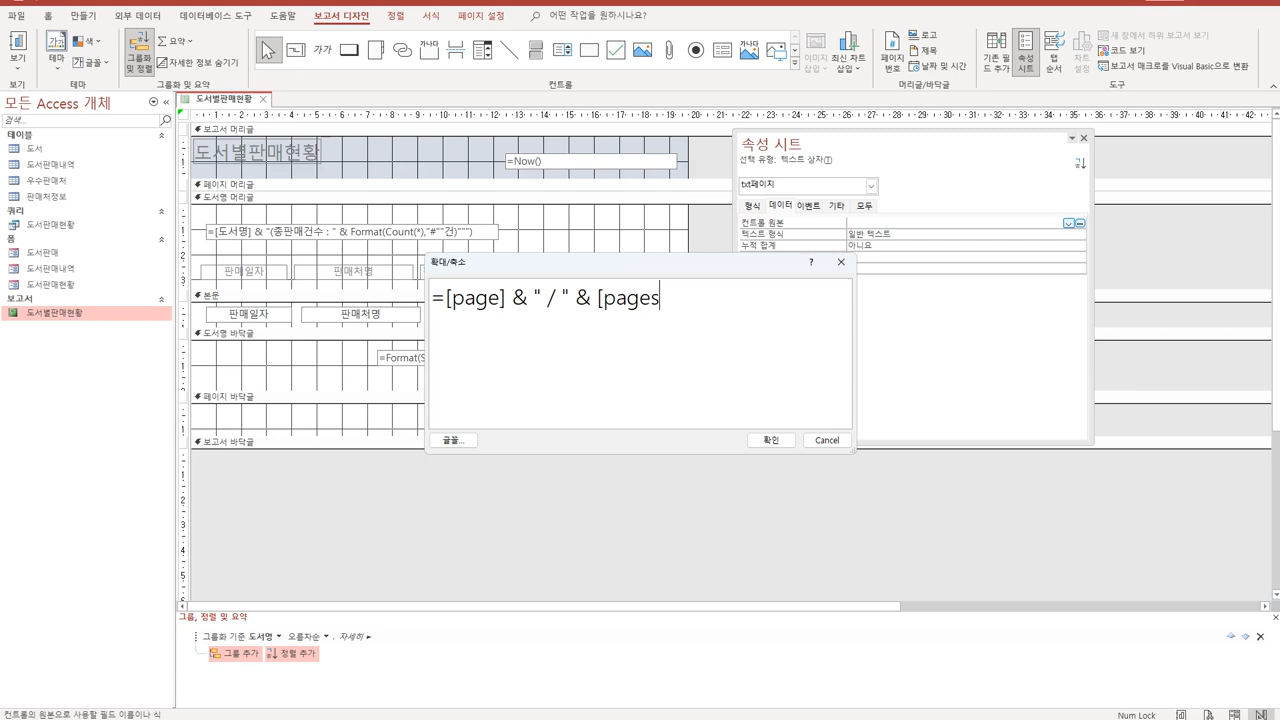 파일 홈 만들기 외부 데이터 데이터베이스 도구 도움말 보고서 디자인 정렬 서식 페이지 설정 어떤 작업을 원하시나요?
보기
보기
테마
색
글꼴
테마
그룹화 및 정렬
요약
자세한 정보 숨기기
그룹화 및 요약
가가
컨트롤
이미지 삽입
최신 차트 삽입
페이지 번호
로고
제목
날짜 및 시간
머리글/바닥글
기존 필드 추가
속성 시트
탭 순서
차트 설정
새 창에서 하위 보고서 보기
코드 보기
보고서 매크로를 Visual Basic으로 변환
도구
모든 Access 개체
검색...
테이블
도서
도서판매내역
우수판매처
판매처정보
쿼리
도서판매현황
폼
도서판매
도서판매내역
도서판매현황
보고서
도서별판매현황
도서별판매현황
보고서 머리글
도서별판매현황
=Now()
페이지 머리글
도서명 머리글
=[도서명] & "(총판매건수 : " & Format(Count(*),"#""건)""")
판매일자 판매처명
본문
판매일자 판매처명
도서명 바닥글
=Format(S
페이지 바닥글
보고서 바닥글
속성 시트
선택 유형: 텍스트 상자(T)
txt페이지
형식 데이터 이벤트 기타 모두
컨트롤 원본
텍스트 형식 일반 텍스트
누적 합계 아니요
확대/축소
=[page] & " / " & [pages
글꼴... 확인 Cancel
그룹, 정렬 및 요약
그룹화 기준 도서명 오름차순 , 자세히
그룹 추가 정렬 추가
컨트롤의 원본으로 사용할 필드 이름이나 식
Num Lock